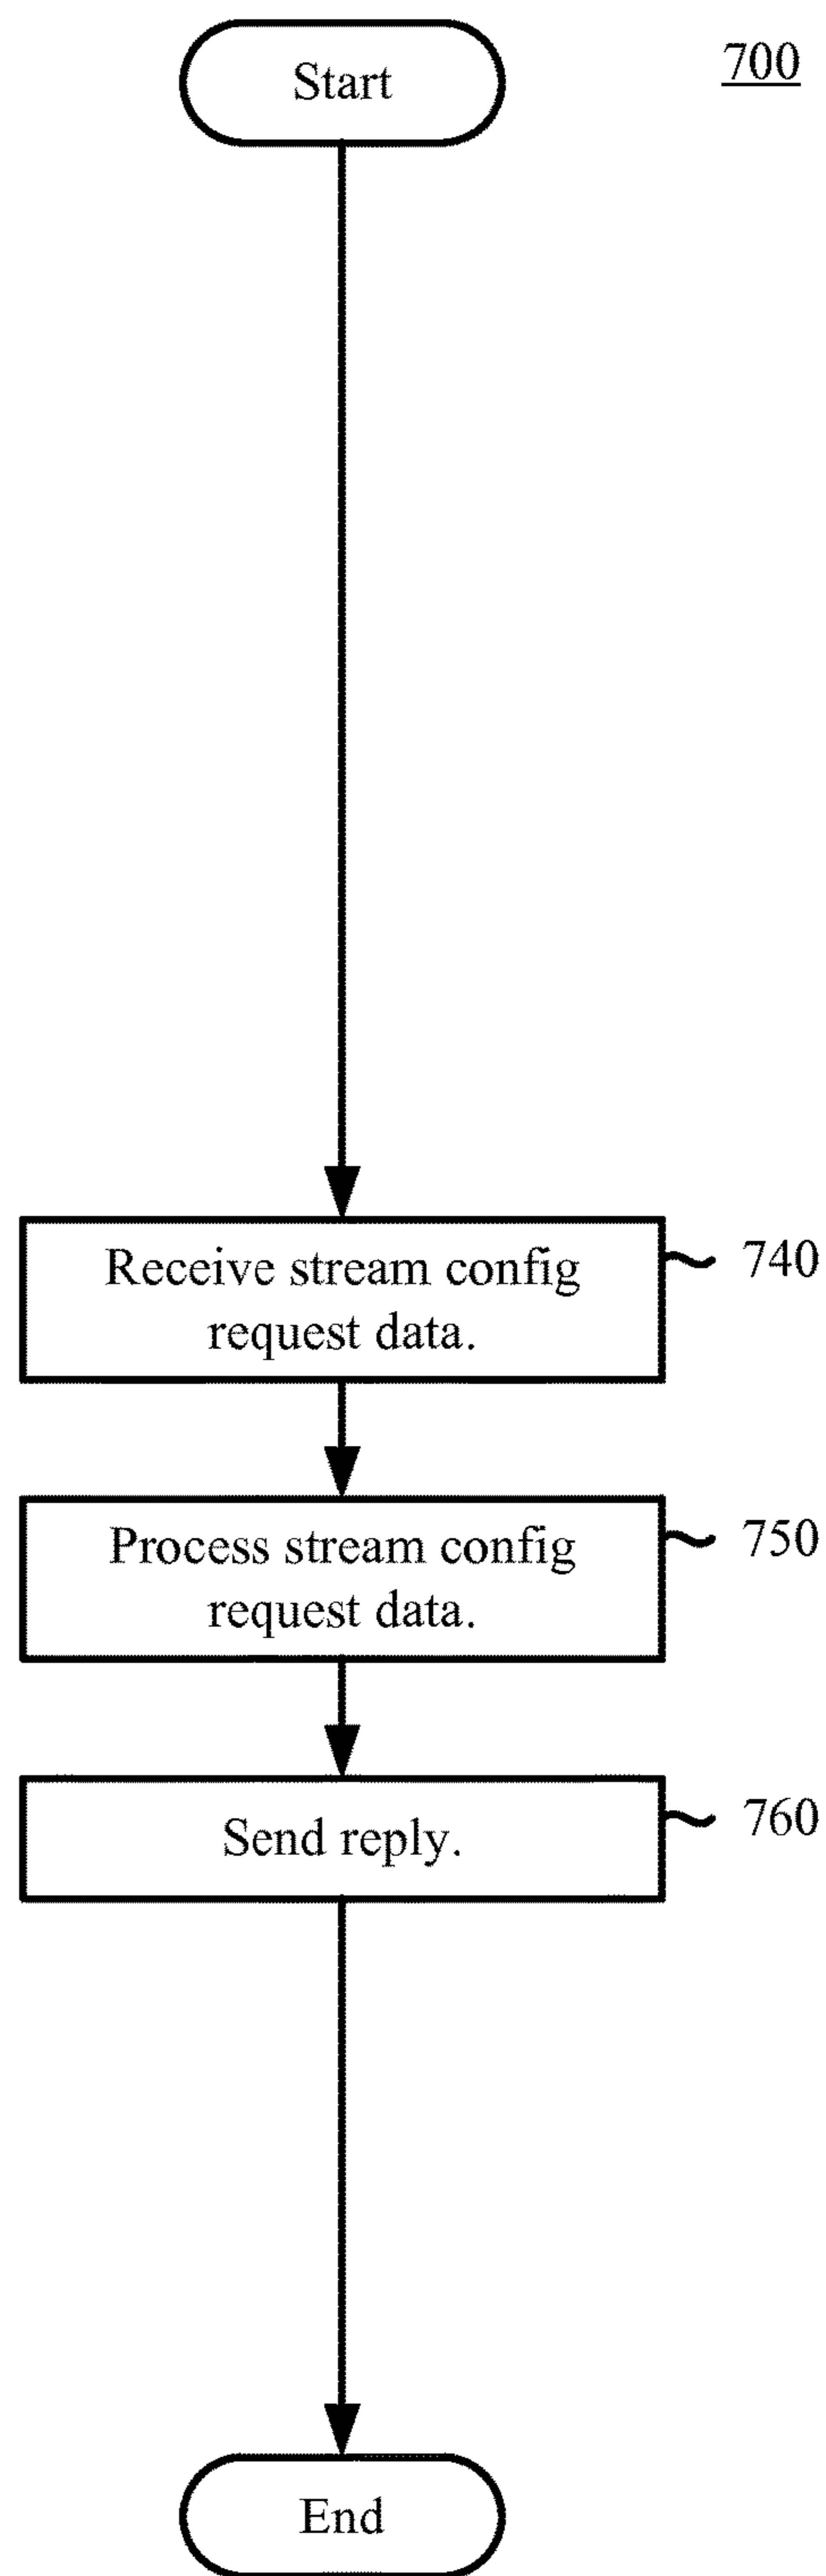 Start
700
Receive stream config
request data.
740
Process stream config
request data.
750
Send reply.
760
End